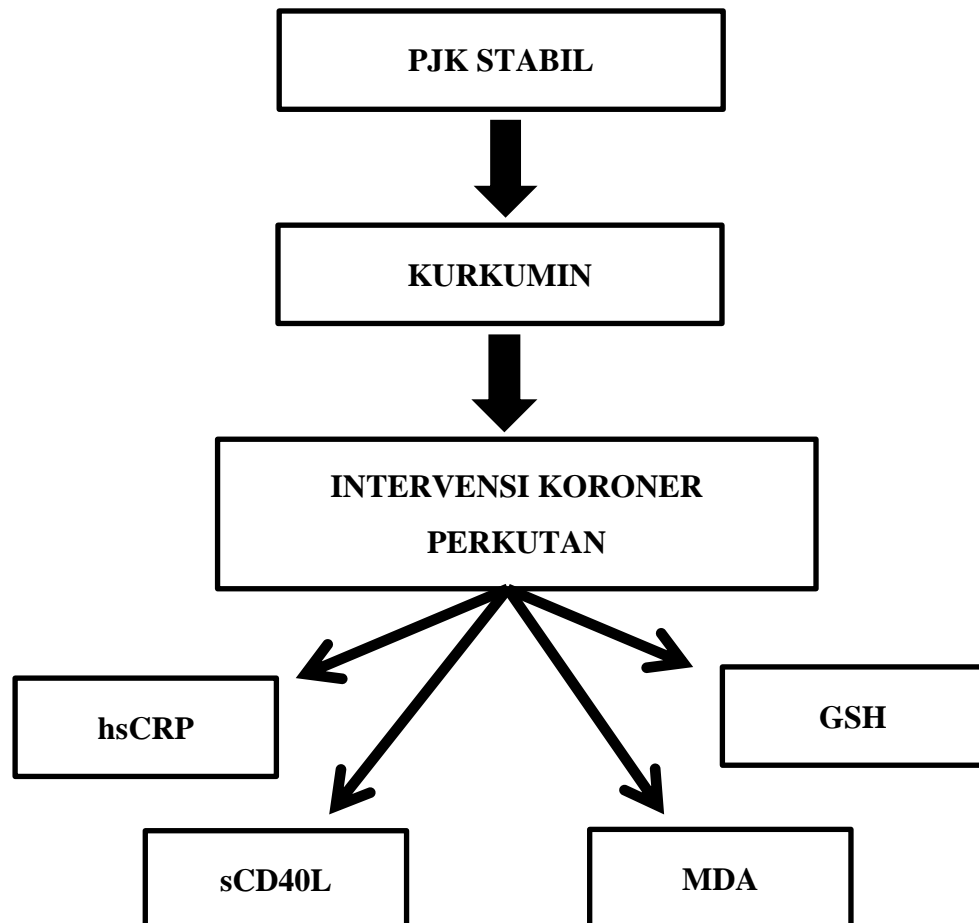 PJK STABIL
KURKUMIN
INTERVENSI KORONER
PERKUTAN
hsCRP
GSH
sCD40L
MDA